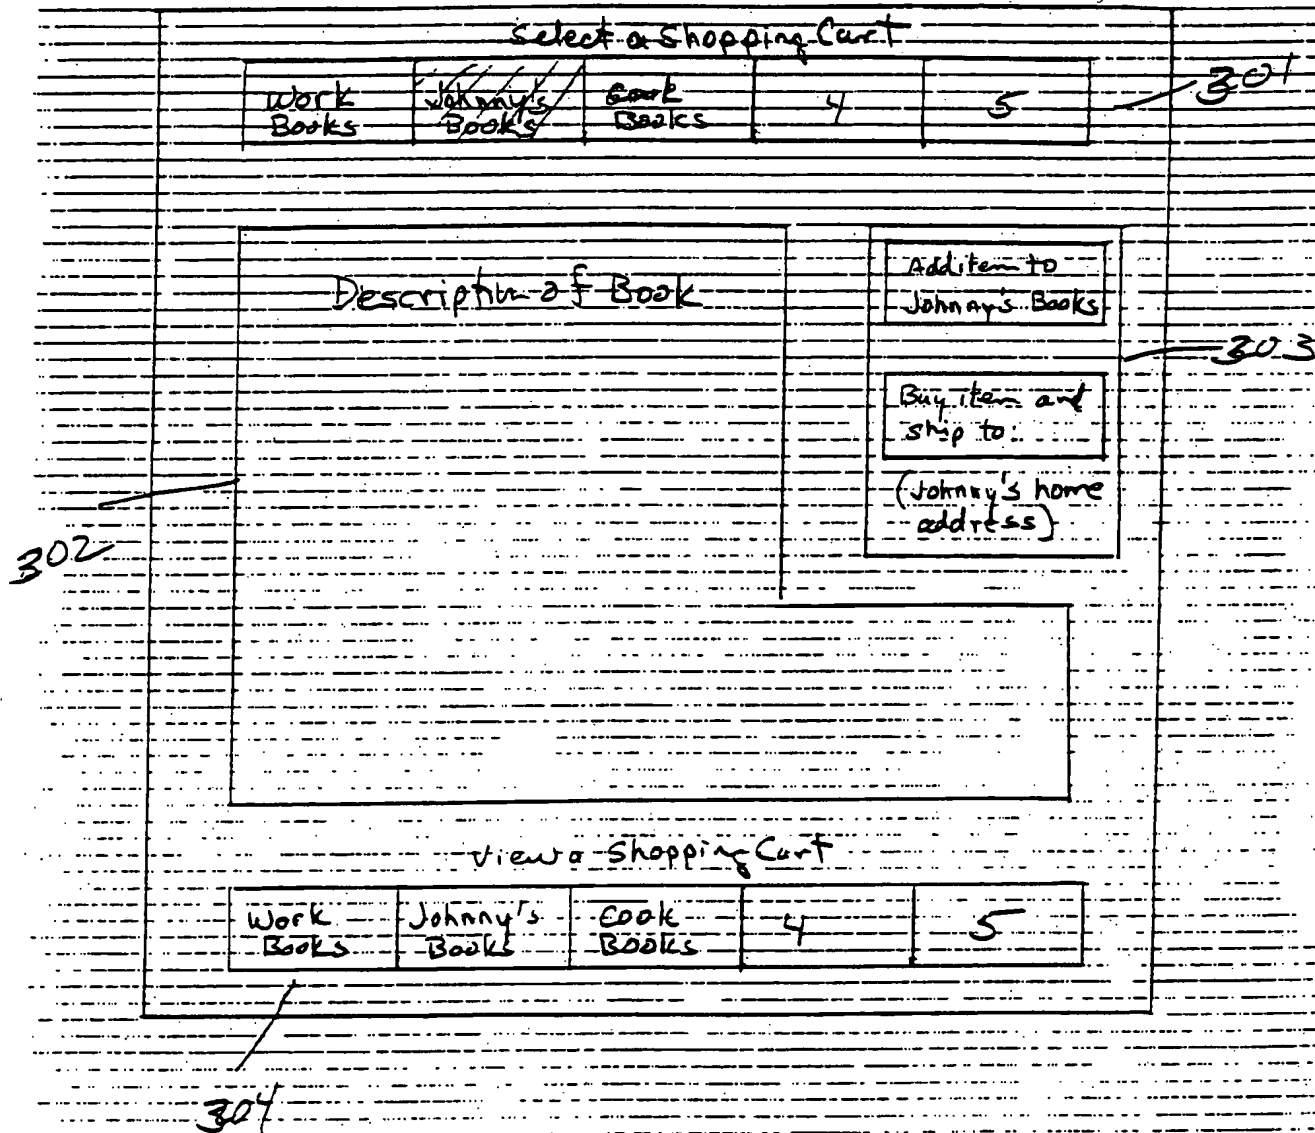 Select a Shopping Cart
Work Books
Johnny's Books
Cook Books
4
5
301
Description of Book
Add item to
Johnny's Books
303
Buy item and
ship to:
(Johnny's home
address)
302
View a Shopping Cart
Work Books
Johnny's Books
Cook Books
4
5
304